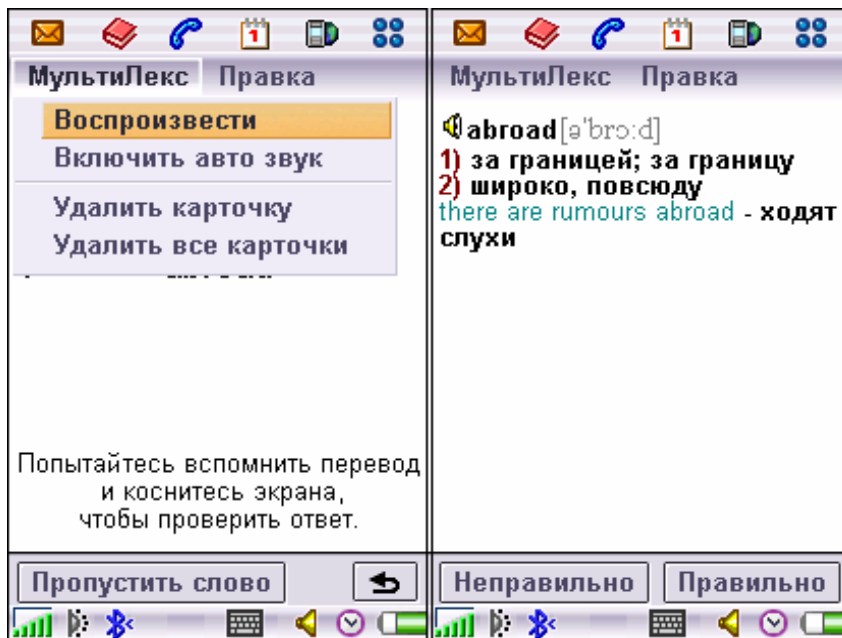 МультиЛекс Правка
Воспроизвести
Включить авто звук
Удалить карточку
Удалить все карточки
Попытайтесь вспомнить перевод
и коснитесь экрана,
чтобы проверить ответ.
Пропустить слово
МультиЛекс Правка
abroad[ə'brɔ:d]
1) за границей; за границу
2) широко, повсюду
there are rumours abroad - ходят
слухи
Неправильно Правильно